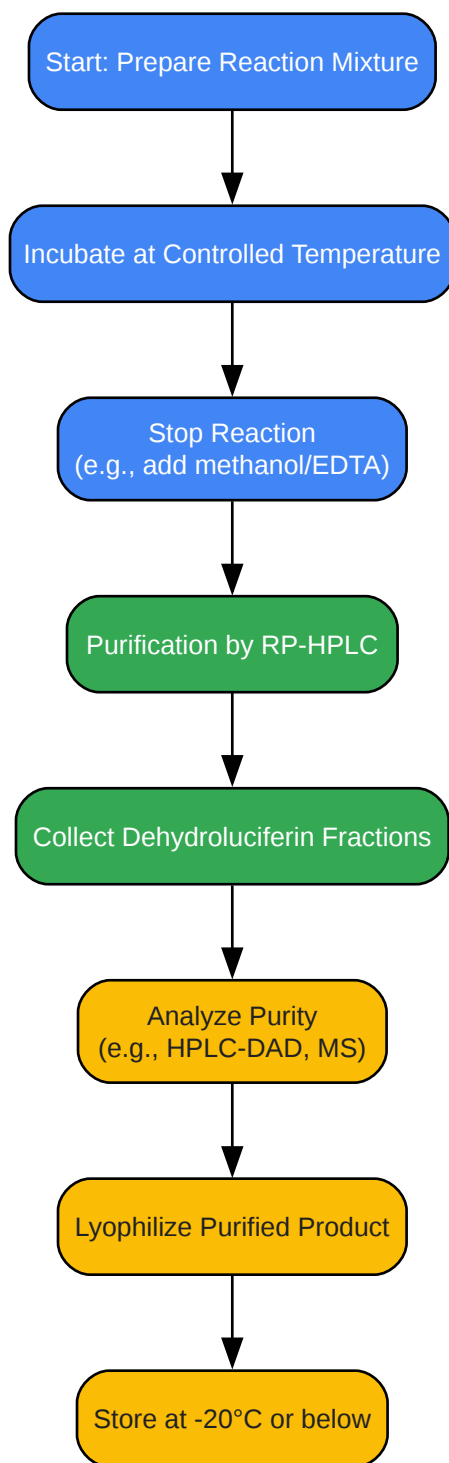 Start: Prepare Reaction Mixture
Incubate at Controlled Temperature
Stop Reaction
(e.g., add methanol/EDTA)
Purification by RP-HPLC
Collect Dehydroluciferin Fractions
Analyze Purity
(e.g., HPLC-DAD, MS)
Lyophilize Purified Product
Store at -20°C or below